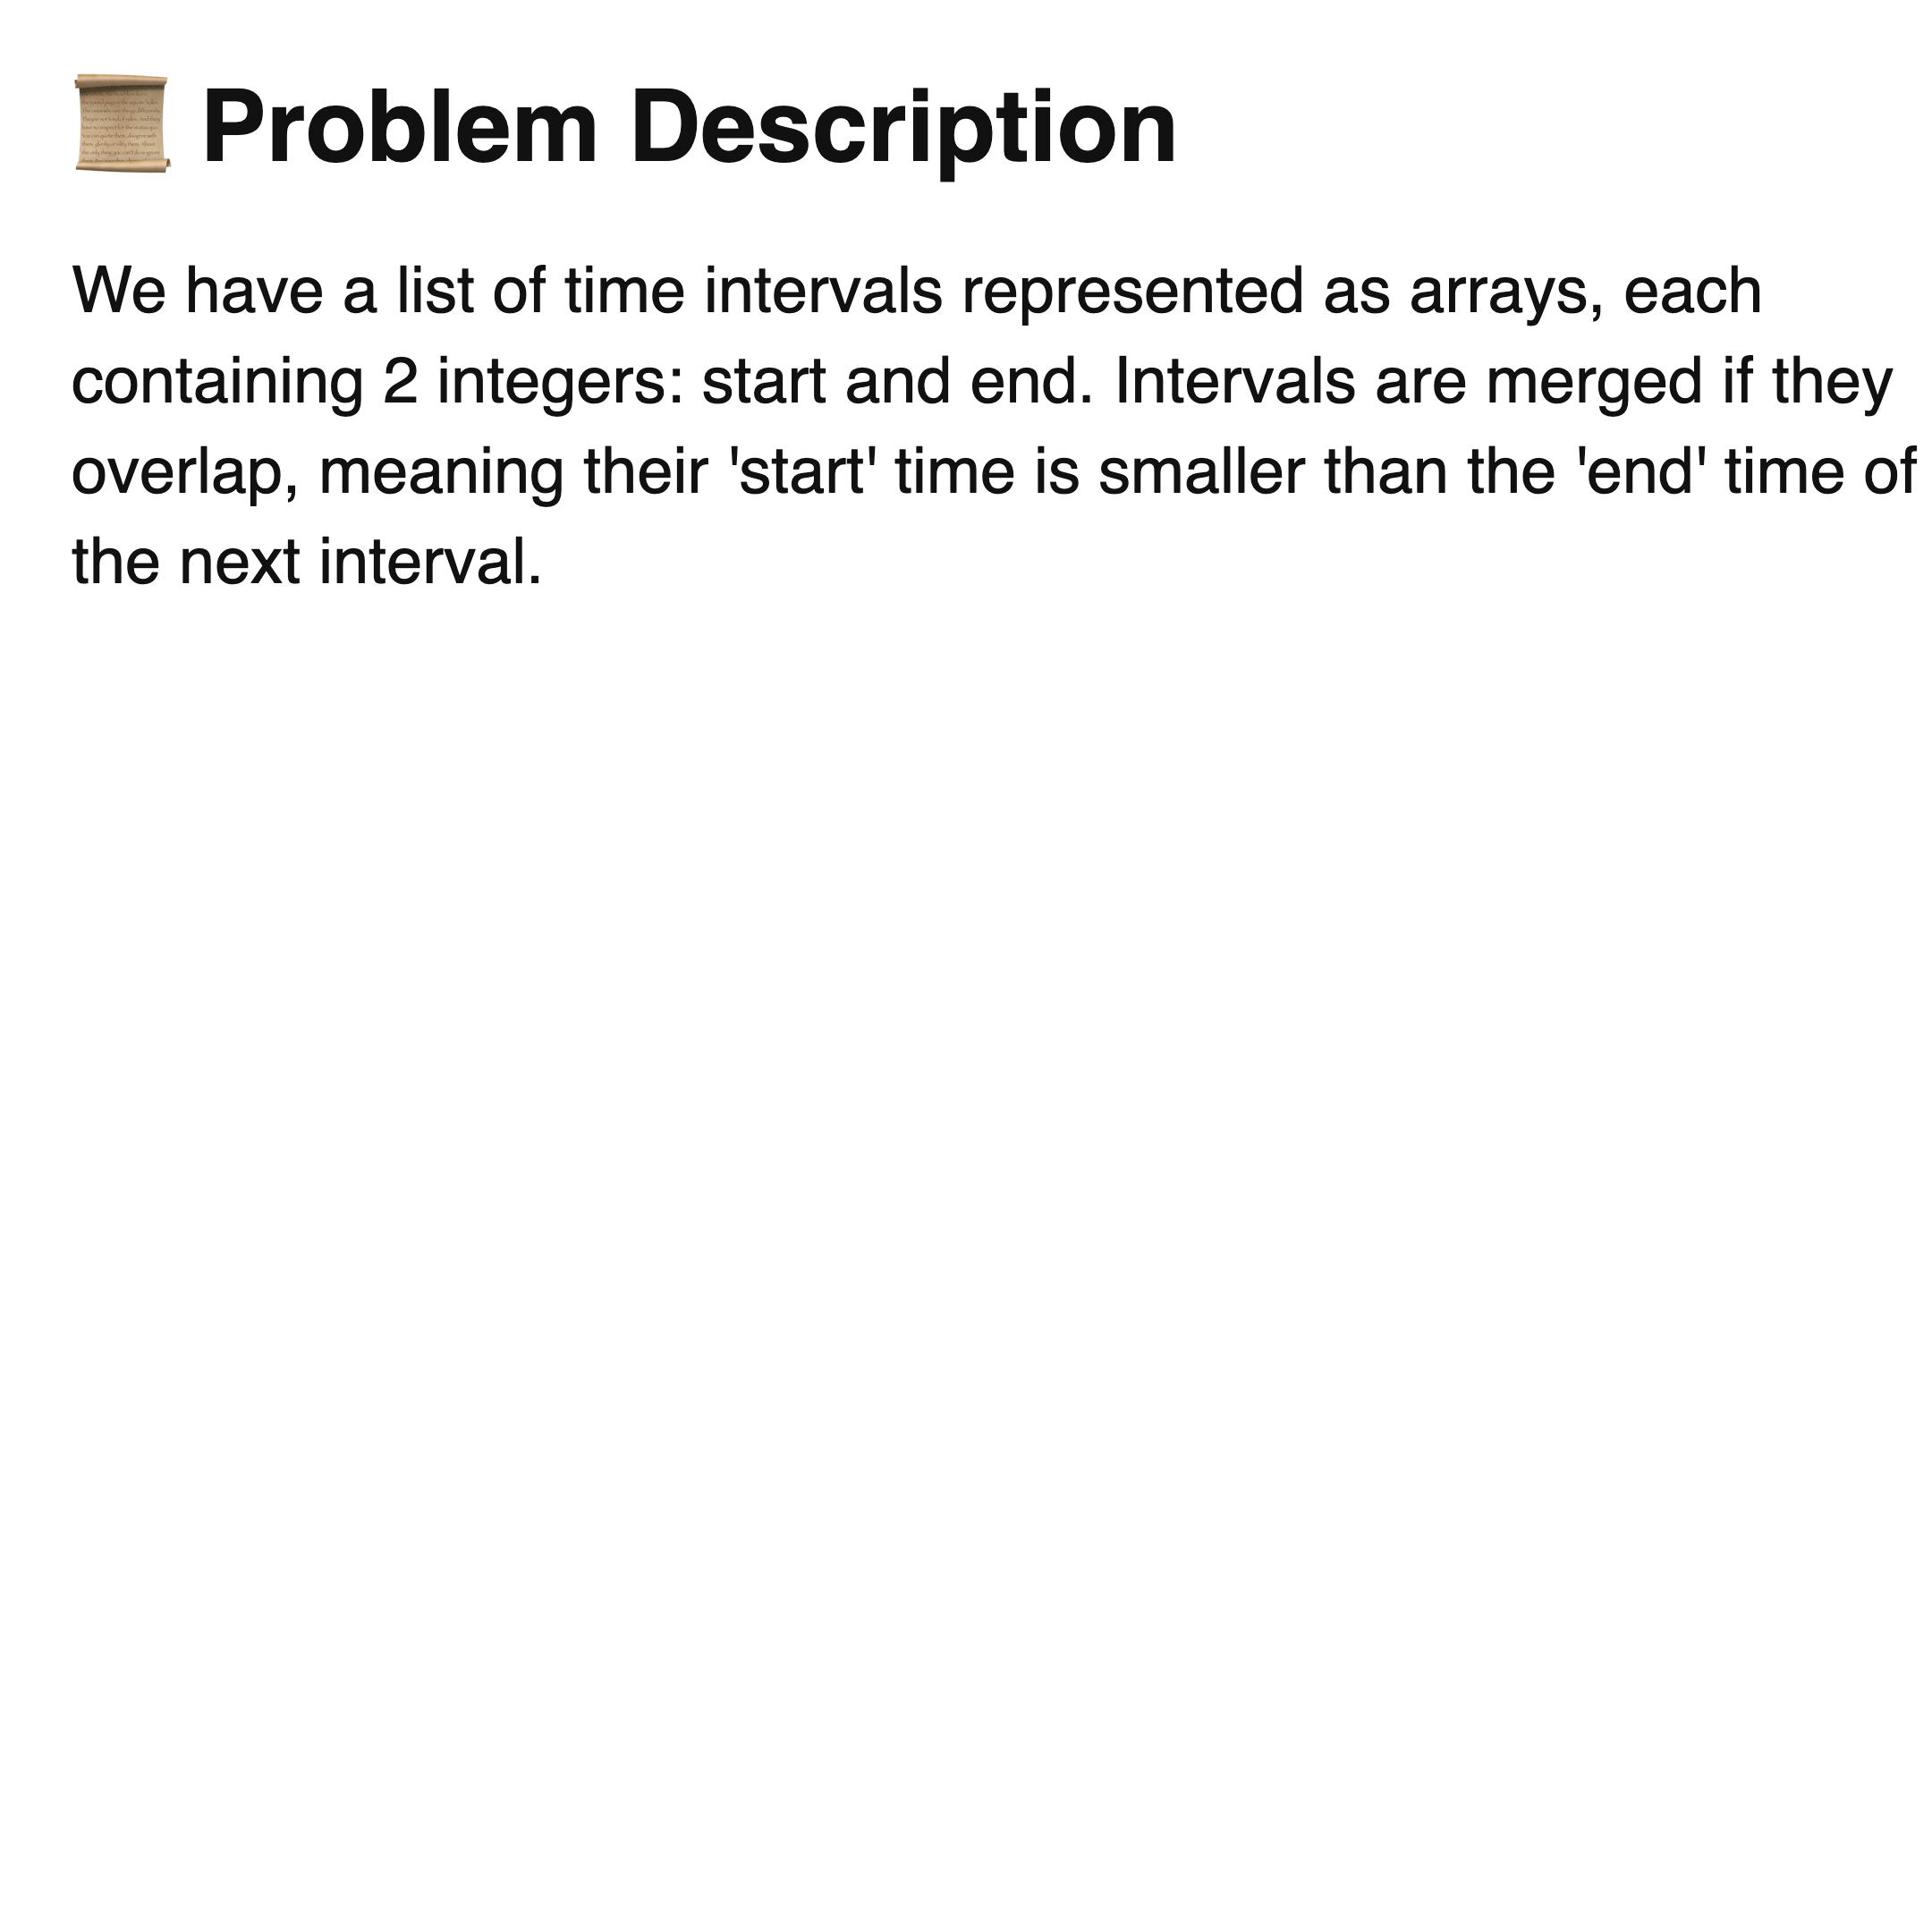 Problem Description
We have a list of time intervals represented as arrays, each
containing 2 integers: start and end. Intervals are merged if they
overlap, meaning their 'start' time is smaller than the 'end' time of
the next interval.